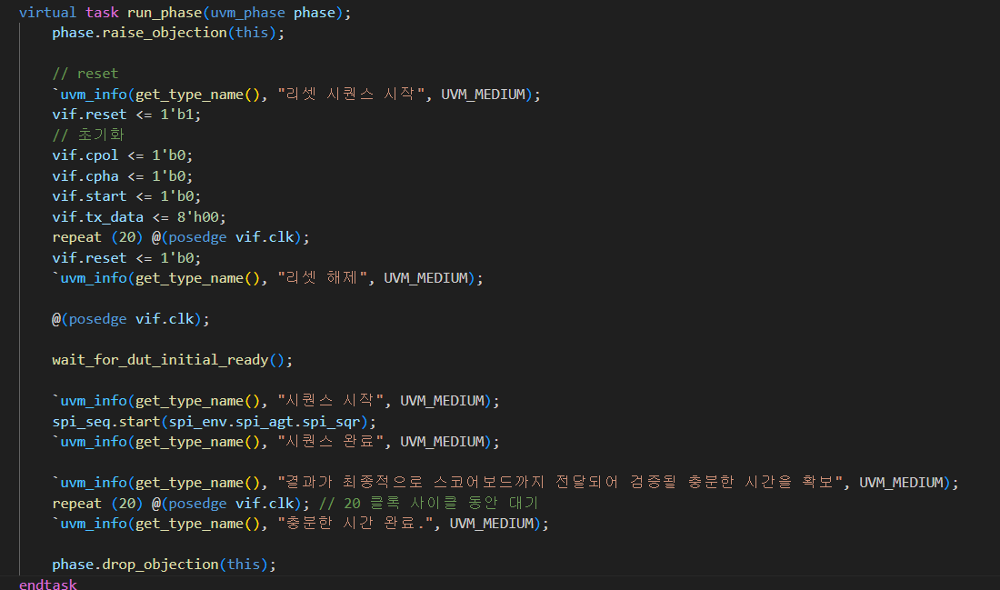 virtual task run_phase(uvm_phase phase);
phase.raise_objection(this);
// reset
`uvm_info(get_type_name(), "리셋 시퀀스 시작", UVM_MEDIUM);
vif.reset <= 1'b1;
// 초기화
vif.cpol <= 1'b0;
vif.cpha <= 1'b0;
vif.start <= 1'b0;
vif.tx_data <= 8'h00;
repeat (20) @(posedge vif.clk);
vif.reset <= 1'b0;
`uvm_info(get_type_name(), "리셋 해제", UVM_MEDIUM);
@(posedge vif.clk);
wait_for_dut_initial_ready();
`uvm_info(get_type_name(), "시퀀스 시작", UVM_MEDIUM);
spi_seq.start(spi_env.spi_agt.spi_sqr);
`uvm_info(get_type_name(), "시퀀스 완료", UVM_MEDIUM);
`uvm_info(get_type_name(), "결과가 최종적으로 스코어보드까지 전달되어 검증될 충분한 시간을 확보", UVM_MEDIUM);
repeat (20) @(posedge vif.clk); // 20 클록 사이클 동안 대기
`uvm_info(get_type_name(), "충분한 시간 완료.", UVM_MEDIUM);
phase.drop_objection(this);
endtask